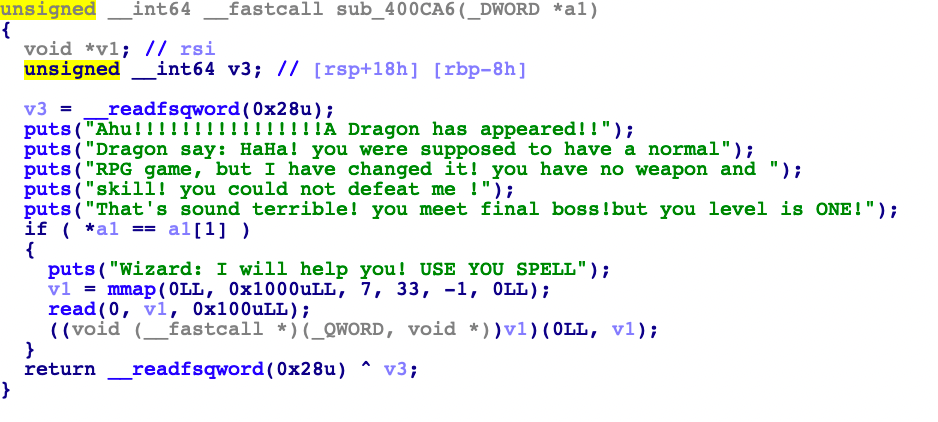 unsigned __int64 __fastcall sub_400CA6(_DWORD *a1)
{
  void *v1; // rsi
  unsigned __int64 v3; // [rsp+18h] [rbp-8h]

  v3 = __readfsqword(0x28u);
  puts("Ahu!!!!!!!!!!!!!!!!A Dragon has appeared!!");
  puts("Dragon say: HaHa! you were supposed to have a normal");
  puts("RPG game, but I have changed it! you have no weapon and ");
  puts("skill! you could not defeat me !");
  puts("That's sound terrible! you meet final boss!but you level is ONE!");
  if ( *a1 == a1[1] )
  {
    puts("Wizard: I will help you! USE YOU SPELL");
    v1 = mmap(0LL, 0x1000uLL, 7, 33, -1, 0LL);
    read(0, v1, 0x100uLL);
    ((void (__fastcall *)(_QWORD, void *))v1)(0LL, v1);
  }
  return __readfsqword(0x28u) ^ v3;
}